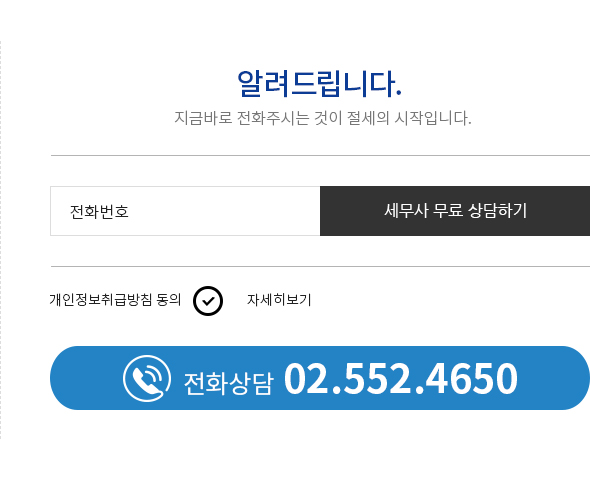 알려드립니다.
지금바로 전화주시는 것이 절세의 시작입니다.
전화번호 세무사 무료 상담하기
개인정보취급방침 동의 자세히보기
전화상담 02.552.4650